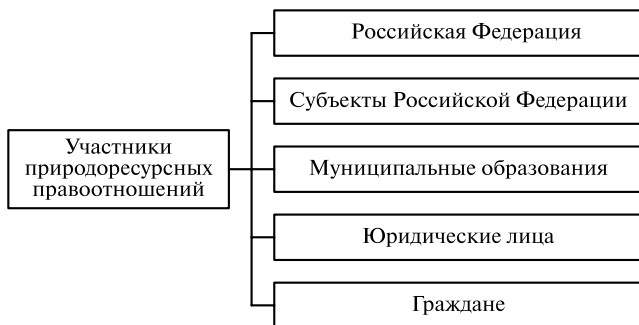 Участники
природоресурсных
правоотношений
Российская Федерация
Субъекты Российской Федерации
Муниципальные образования
Юридические лица
Граждане